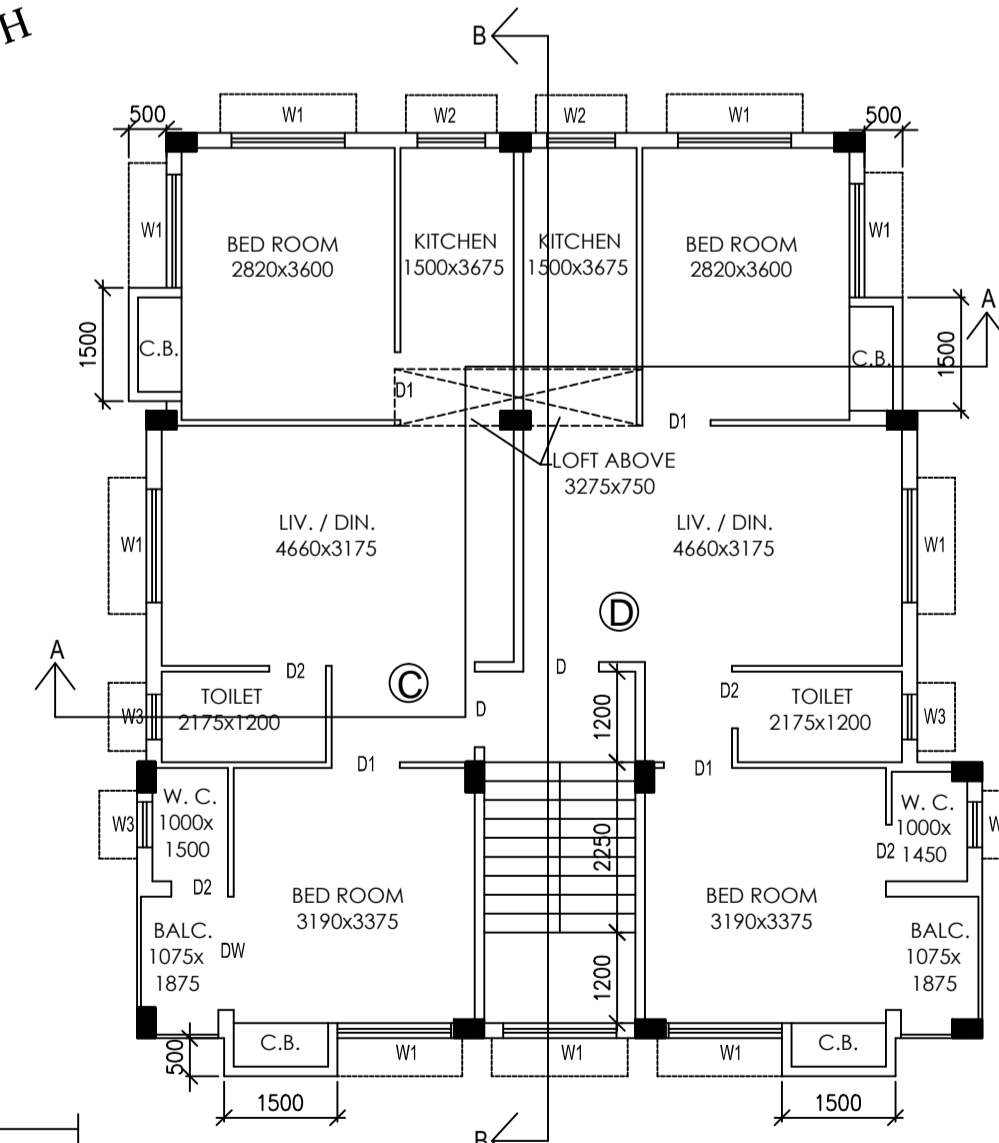 H
B
500
W1
W2
W2
W1
500
W1
BED ROOM
2820x3600
KITCHEN
1500x3675
KITCHEN
1500x3675
BED ROOM
2820x3600
W1
A
1500
C.B.
D1
C.B.
1500
D1
LOFT ABOVE
3275x750
W1
LIV. / DIN.
4660x3175
LIV. / DIN.
4660x3175
W1
D
C
A
D2
D
D2
W3
TOILET
2175x1200
D
1200
TOILET
2175x1200
W3
D1
D1
W3
W. C.
1000x
1500
2250
W. C.
1000x
1450
W
D2
D2
BED ROOM
3190x3375
BED ROOM
3190x3375
BALC.
1075x
1875
DW
1200
BALC.
1075x
1875
500
C.B.
W1
W1
W1
C.B.
1500
1500
B